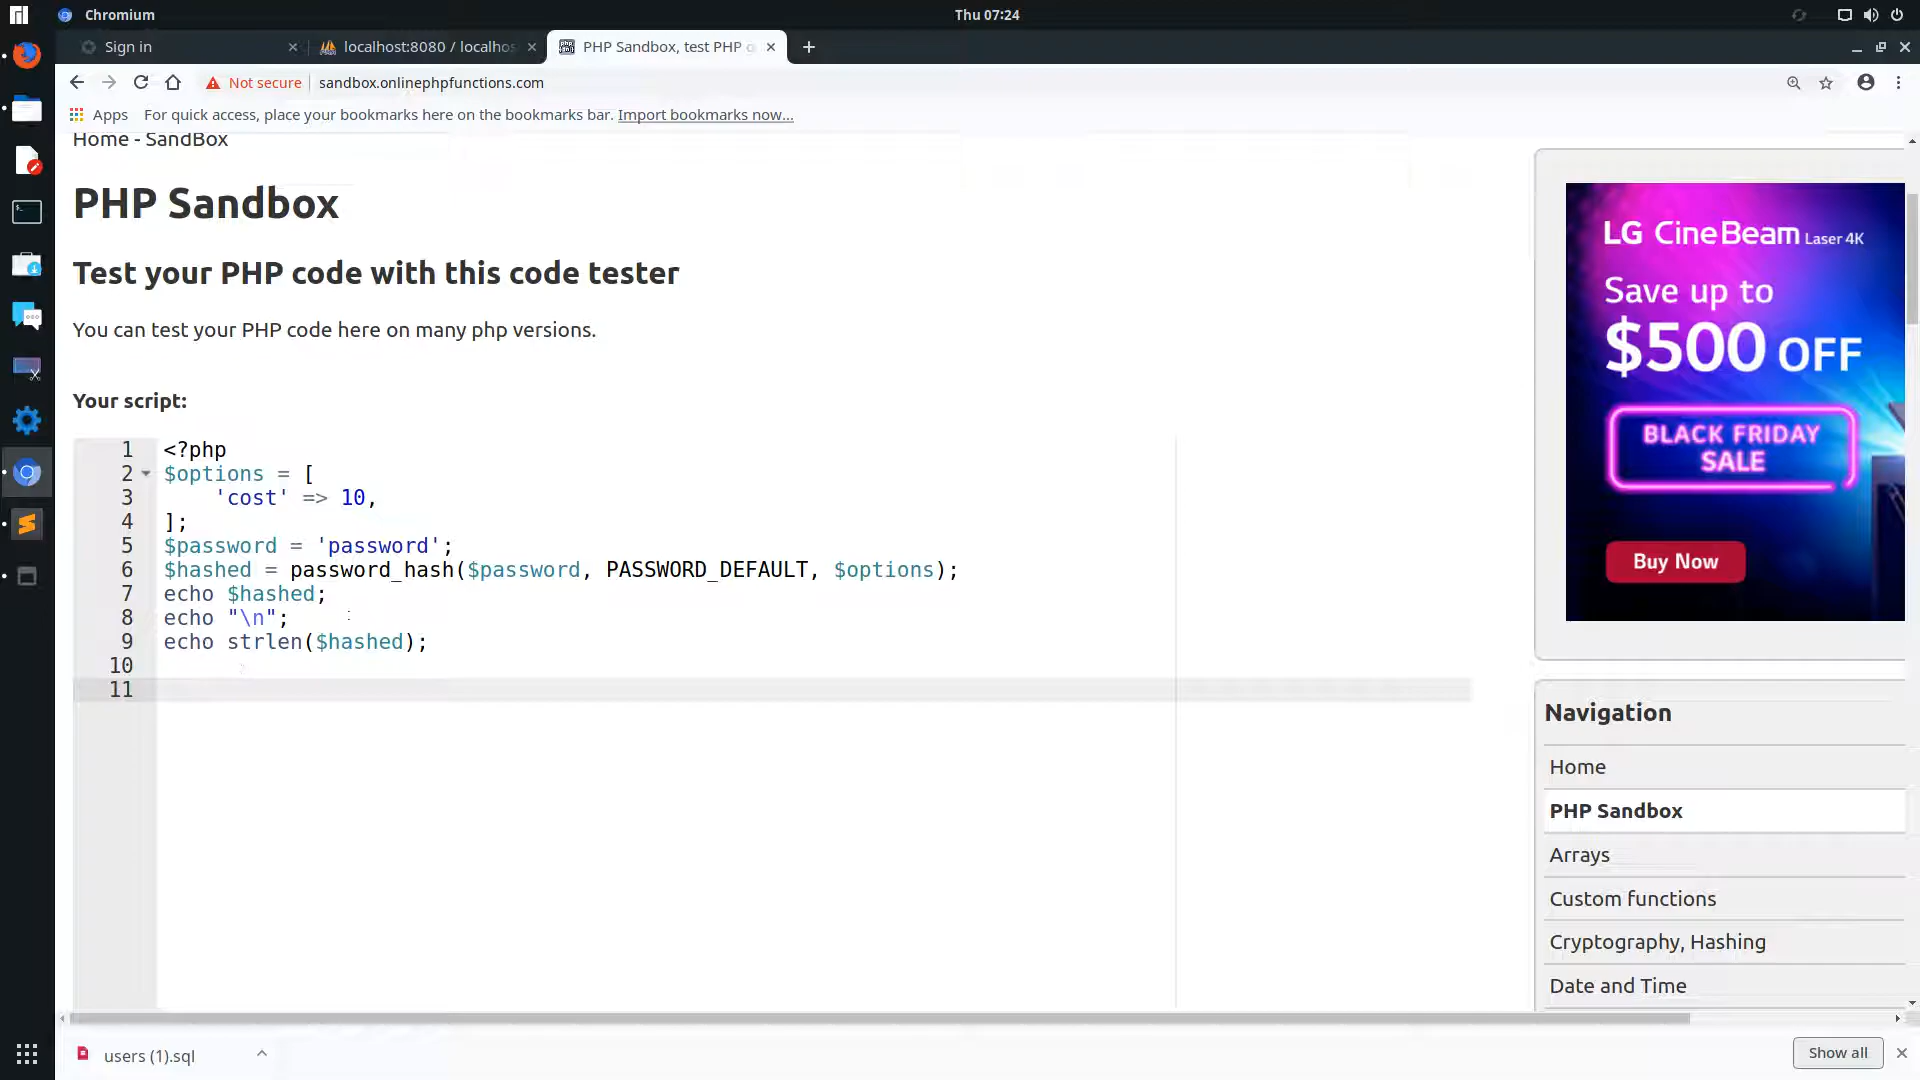 Chromium
Thu 07:24
Sign in
localhost:8080 / localhos
PHP Sandbox, test PHP o
Not secure
sandbox.onlinephpfunctions.com
Apps
For quick access, place your bookmarks here on the bookmarks bar. Import bookmarks now...
Home - SandBox
PHP Sandbox
Test your PHP code with this code tester
You can test your PHP code here on many php versions.
Your script:
1 <?php
2 $options = [
3     'cost' => 10,
4 ];
5 $password = 'password';
6 $hashed = password_hash($password, PASSWORD_DEFAULT, $options);
7 echo $hashed;
8 echo "\n";
9 echo strlen($hashed);
10
11
LG CineBeam Laser 4K
Save up to
$500 OFF
BLACK FRIDAY
SALE
Buy Now
Navigation
Home
PHP Sandbox
Arrays
Custom functions
Cryptography, Hashing
Date and Time
users (1).sql
Show all